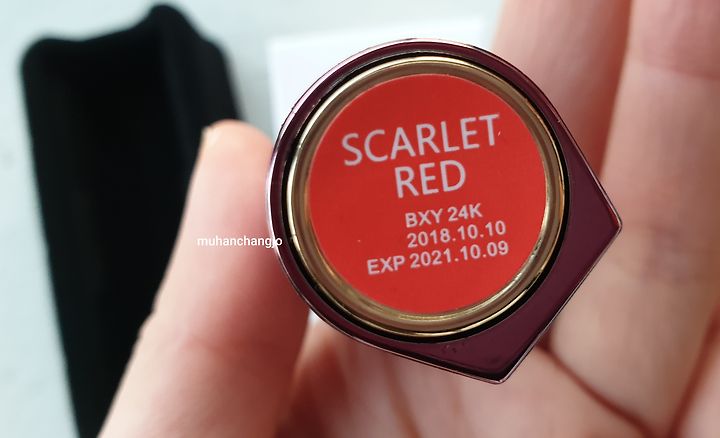 SCARLET
RED
BXY 24K
2018.10.10
EXP 2021.10.09
muhanchangjo